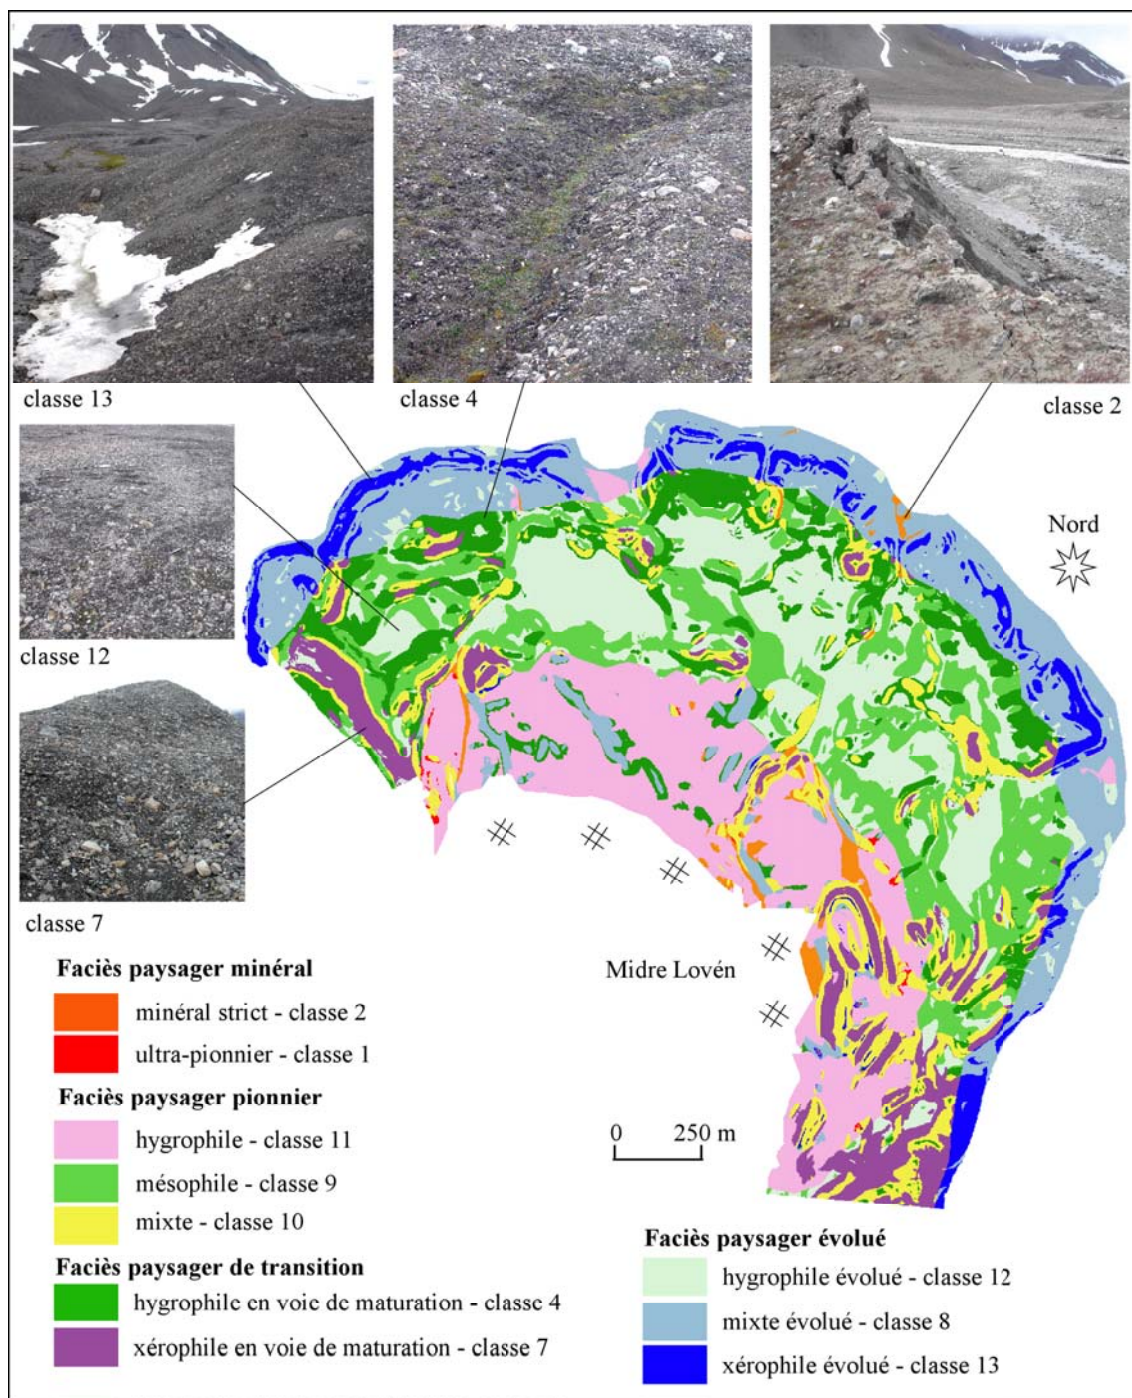 classe 13
classe 4
classe 2
classe 12
classe 7
Nord
Midre Lovén
0 250 m
Faciès paysager minéral
minéral strict - classe 2
ultra-pionnier - classe 1
Faciès paysager pionnier
hygrophile - classe 11
mésophile - classe 9
mixte - classe 10
Faciès paysager de transition
hygrophile en voie de maturation - classe 4
xérophile en voie de maturation - classe 7
Faciès paysager évolué
hygrophile évolué - classe 12
mixte évolué - classe 8
xérophile évolué - classe 13